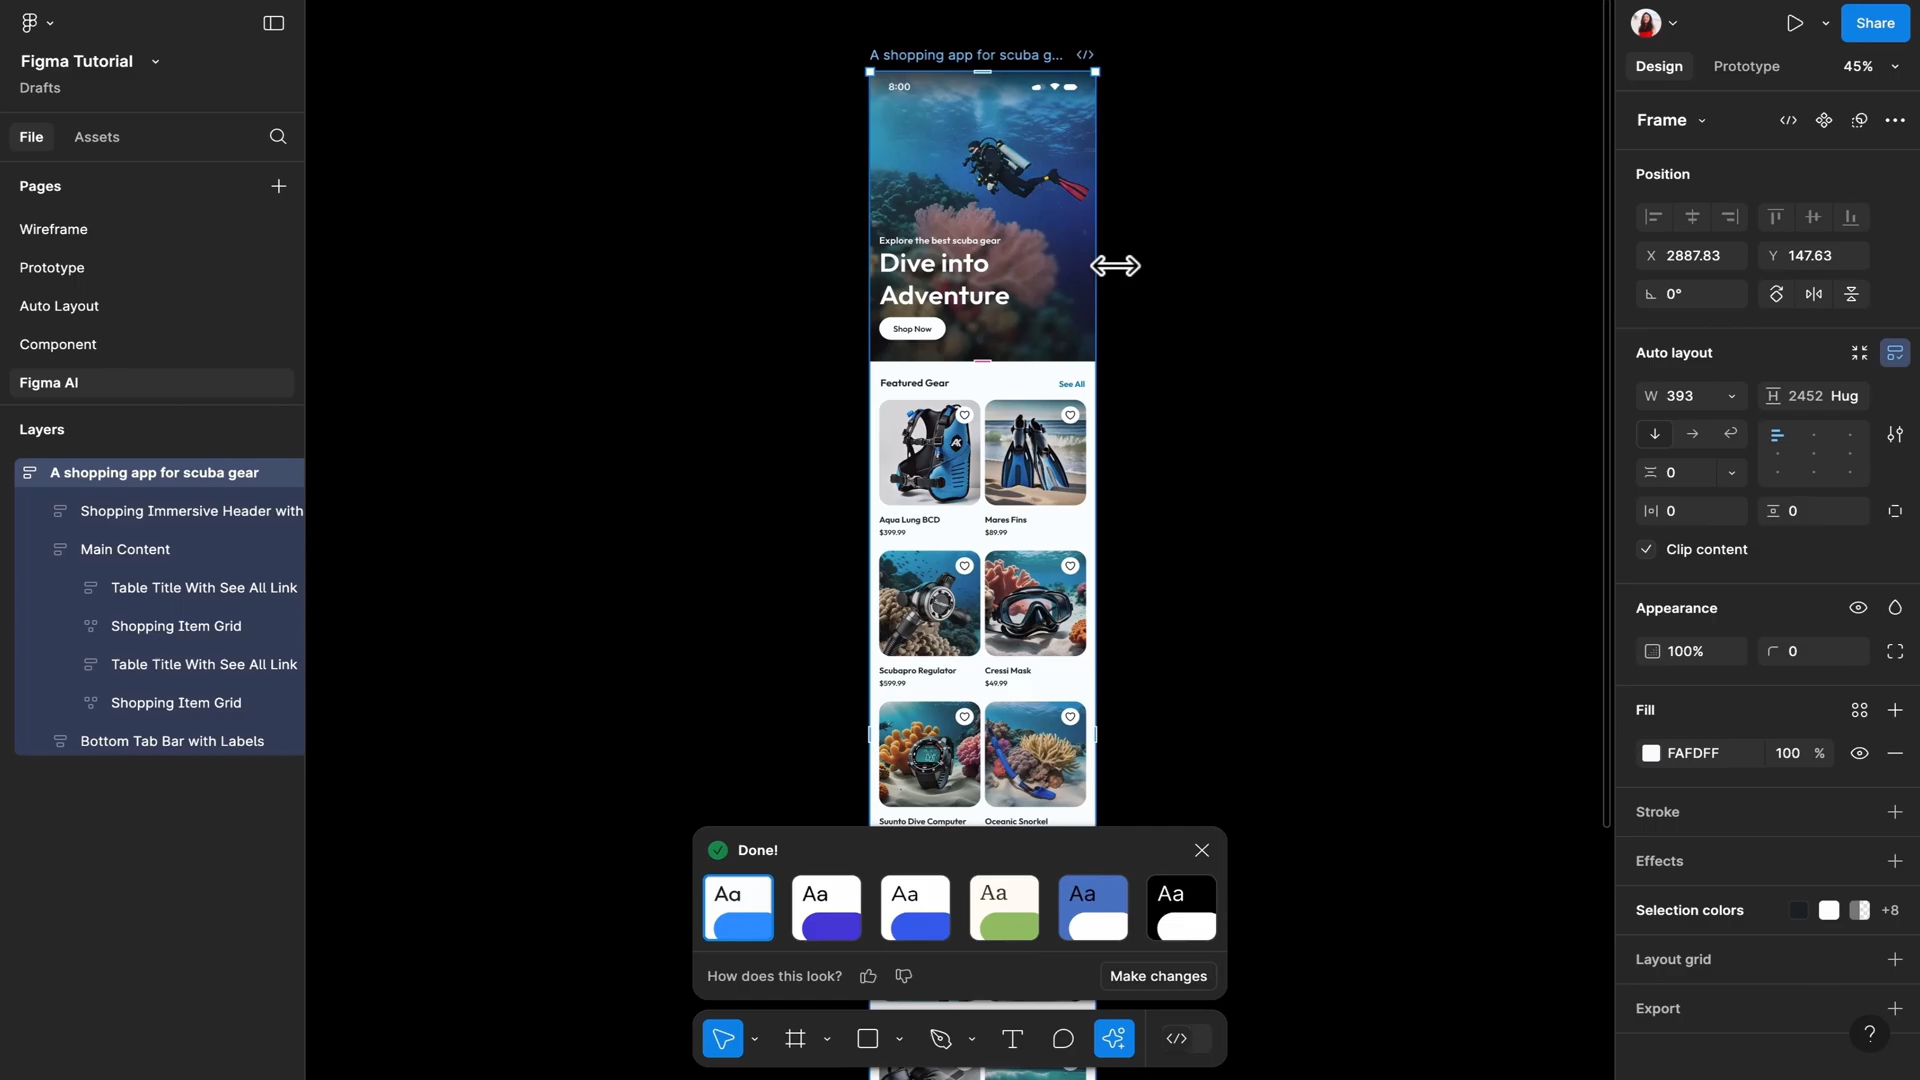 Figma Tutorial
Drafts
File
Assets
Pages
Wireframe
Prototype
Auto Layout
Component
Figma AI
Layers
A shopping app for scuba gear
Shopping Immersive Header with
Main Content
Table Title With See All Link
Shopping Item Grid
Table Title With See All Link
Shopping Item Grid
Bottom Tab Bar with Labels
A shopping app for scuba g...
8:00
Explore the best scuba gear
Dive into
Adventure
Shop Now
Featured Gear
See All
Aqua Lung BCD
$399.99
Mares Fins
$89.99
Scubapro Regulator
$599.99
Cressi Mask
$49.99
Suunto Dive Computer
Oceanic Snorkel
Done!
Aa
Aa
Aa
Aa
Aa
Aa
How does this look?
Make changes
Share
Design
Prototype
45%
Frame
Position
X 2887.83
Y 147.63
0°
Auto layout
W 393
H 2452 Hug
0
0
0
Clip content
Appearance
100%
0
Fill
FAFDFF 100 %
Stroke
Effects
Selection colors
+8
Layout grid
Export
?